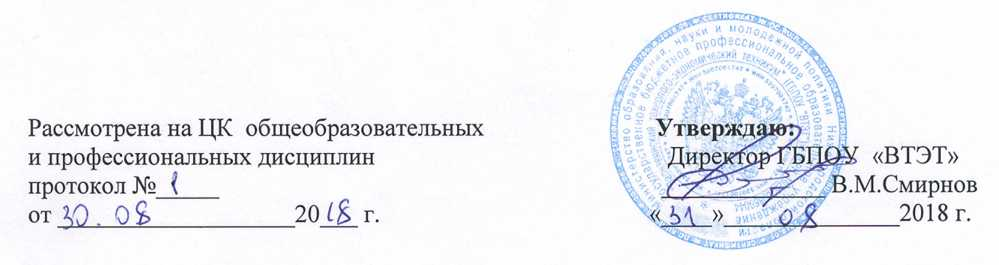 Рассмотрена на ЦК общеобразовательных
и профессиональных дисциплин
протокол № 1
от 30.08 2018 г.
Утверждаю:
Директор ГБПОУ «ВТЭТ»
В.М.Смирнов
«31» 08 2018 г.